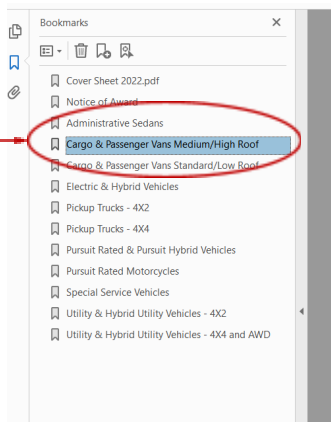 Bookmarks
Cover Sheet 2022.pdf
Notice of Award
Administrative Sedans
Cargo & Passenger Vans Medium/High Roof
Cargo & Passenger Vans Standard/Low Roof
Electric & Hybrid Vehicles
Pickup Trucks - 4X2
Pickup Trucks - 4X4
Pursuit Rated & Pursuit Hybrid Vehicles
Pursuit Rated Motorcycles
Special Service Vehicles
Utility & Hybrid Utility Vehicles - 4X2
Utility & Hybrid Utility Vehicles - 4X4 and AWD